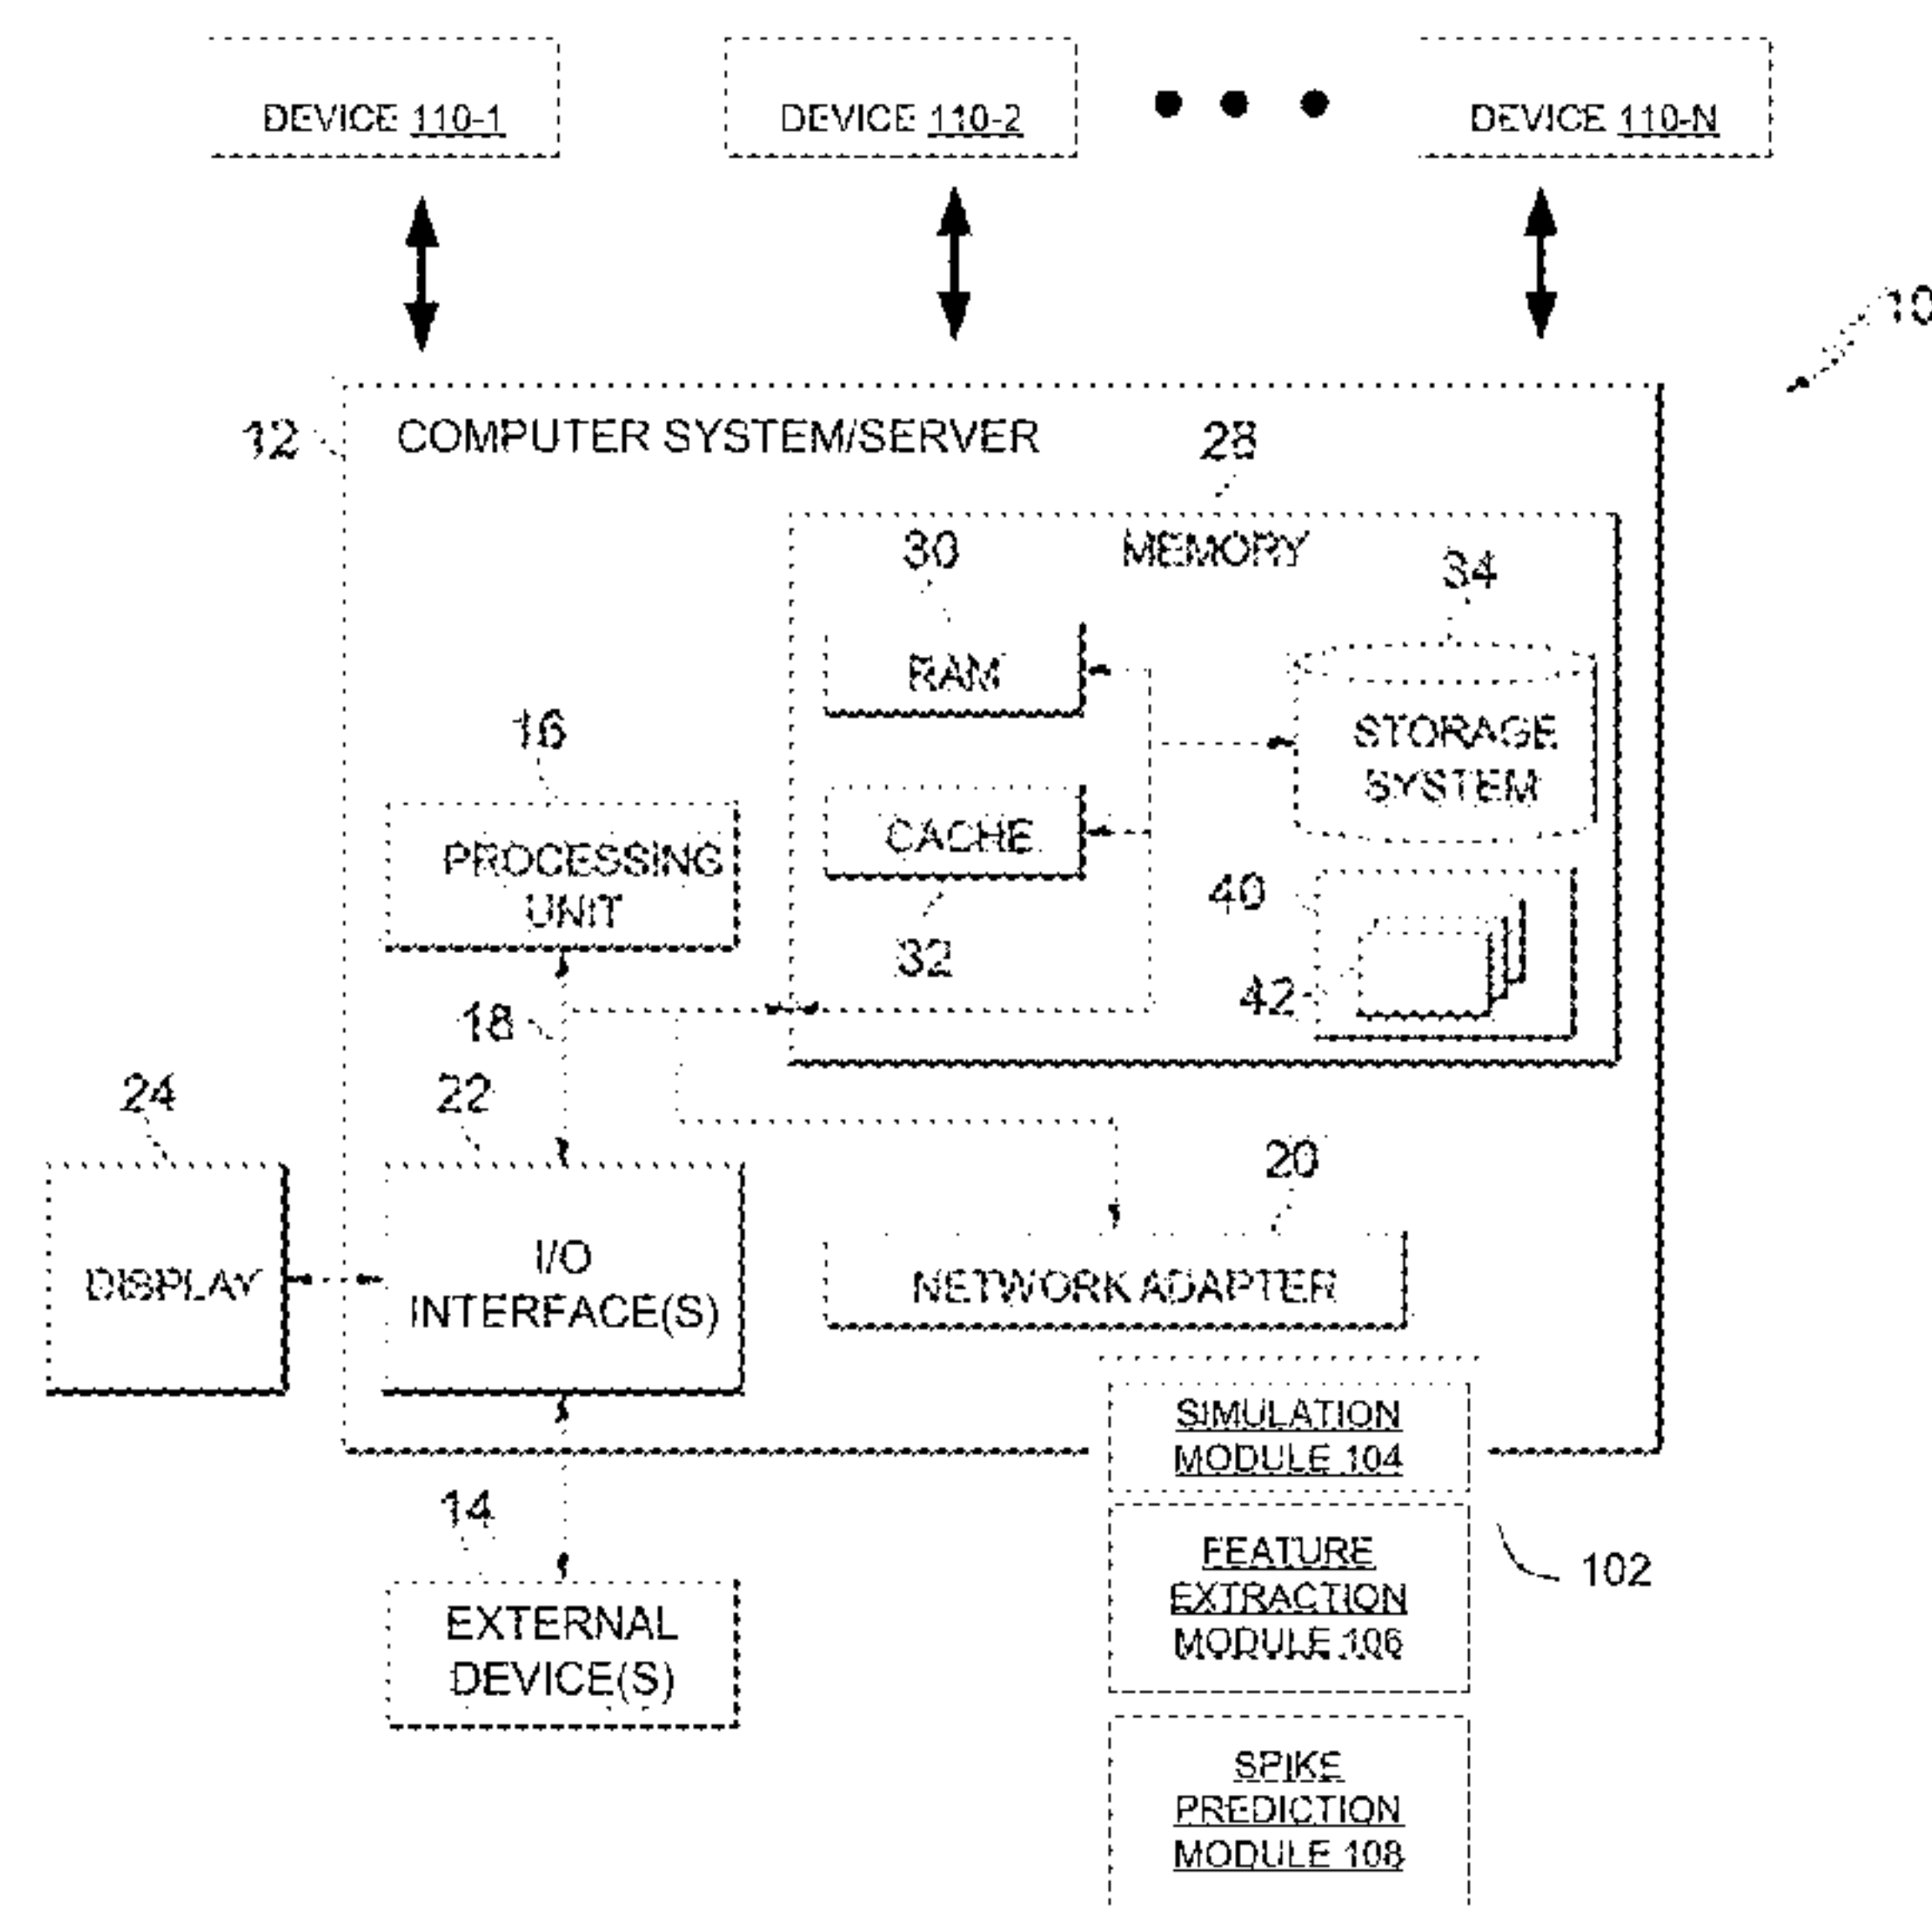 DEVICE 110-1
DEVICE 110-2
DEVICE 110-N
10
12
COMPUTER SYSTEM/SERVER
28
MEMORY
30
34
RAM
STORAGE
SYSTEM
16
CACHE
PROCESSING
UNIT
40
32
42
18
24
22
20
I/O
INTERFACE(S)
DISPLAY
NETWORK ADAPTER
SIMULATION
MODULE 104
14
FEATURE
EXTRACTION
MODULE 106
102
EXTERNAL
DEVICE(S)
SPIKE
PREDICTION
MODULE 108